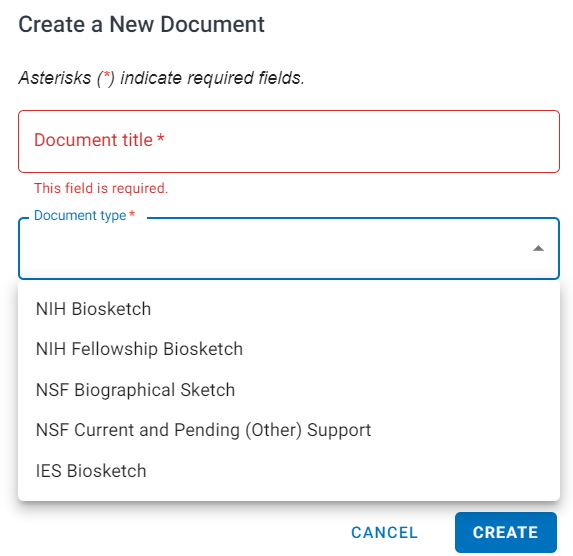 Create a New Document
Asterisks (*) indicate required fields.
Document title *
This field is required.
Document type *
NIH Biosketch
NIH Fellowship Biosketch
NSF Biographical Sketch
NSF Current and Pending (Other) Support
IES Biosketch
CANCEL CREATE